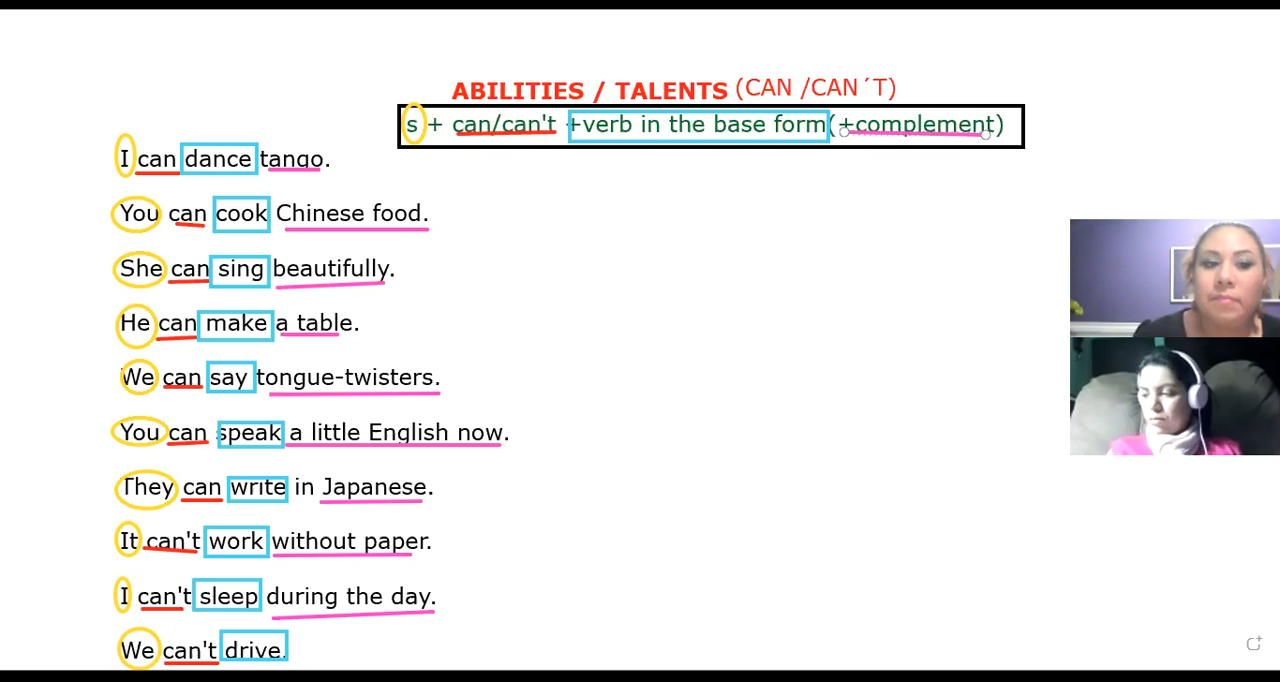 ABILITIES / TALENTS (CAN /CAN´T)
s + can/can't +verb in the base form(+complement)
I can dance tango.
You can cook Chinese food.
She can sing beautifully.
He can make a table.
We can say tongue-twisters.
You can speak a little English now.
They can write in Japanese.
It can't work without paper.
I can't sleep during the day.
We can't drive.